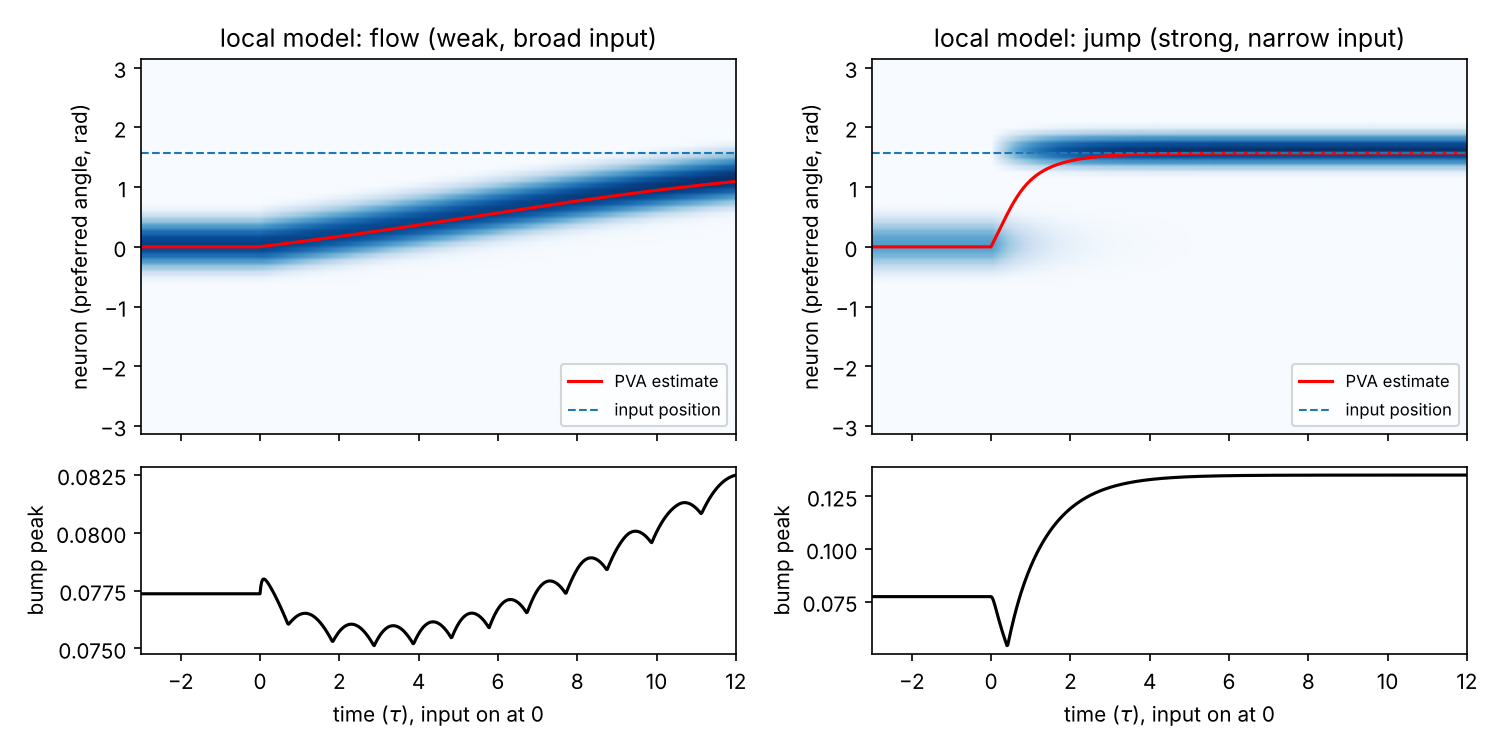 local model: flow (weak, broad input)
neuron (preferred angle, rad)
3
2
1
0
−1
−2
−3
PVA estimate
input position
bump peak
0.0825
0.0800
0.0775
0.0750
−2 0 2 4 6 8 10 12
time (τ), input on at 0
local model: jump (strong, narrow input)
neuron (preferred angle, rad)
3
2
1
0
−1
−2
−3
PVA estimate
input position
bump peak
0.125
0.100
0.075
−2 0 2 4 6 8 10 12
time (τ), input on at 0